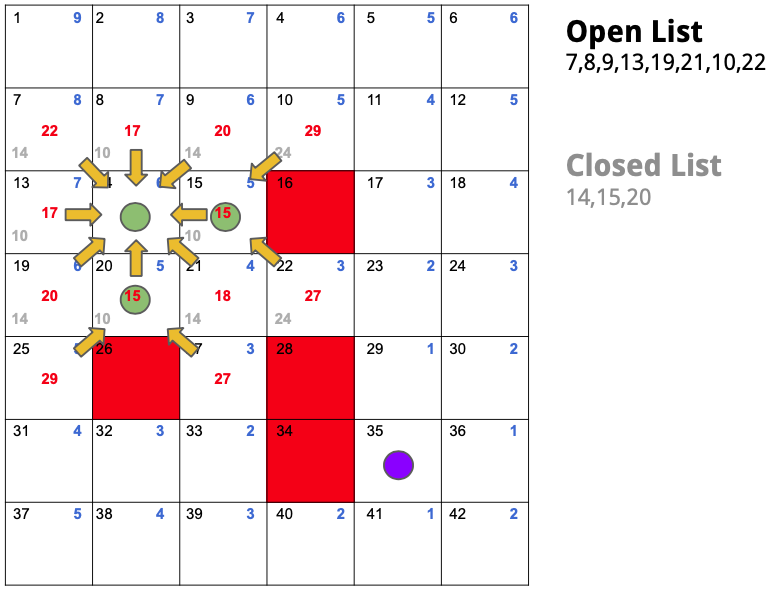 1 9 2 8 3 7 4 6 5 5 6 6
7 8 8 7 9 6 10 5 11 4 12 5
22 17 20 29
14 10 14 24
13 7 4 6 15 5 16 17 3 18 4
17 15
10 10
19 6 20 5 21 4 22 3 23 2 24 3
20 15 18 27
14 10 14 24
25 26 7 3 28 29 1 30 2
29 27
31 4 32 3 33 2 34 35 36 1
37 5 38 4 39 3 40 2 41 1 42 2
Open List
7,8,9,13,19,21,10,22
Closed List
14,15,20